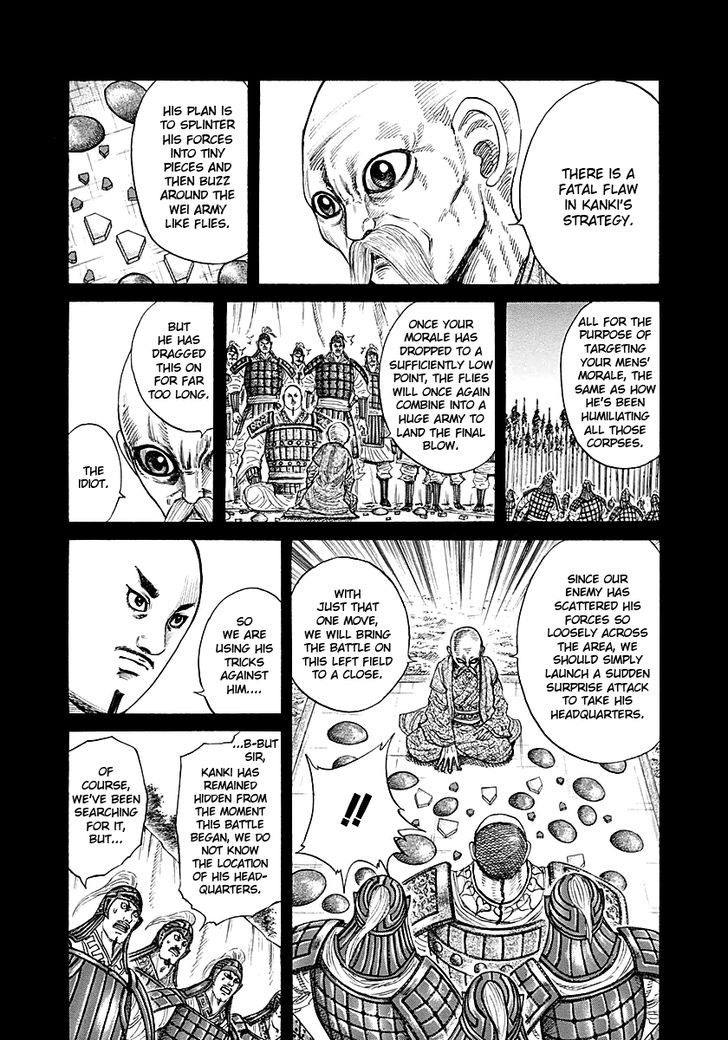 THERE IS A
FATAL FLAW
IN KANKI'S
STRATEGY.
HIS PLAN IS
TO SPLINTER
HIS FORCES
INTO TINY
PIECES AND
THEN BUZZ
AROUND THE
WEI ARMY
LIKE FLIES.
ALL FOR THE
PURPOSE OF
TARGETING
YOUR MENS'
MORALE,
THE SAME AS
HOW HE'S
BEEN
HUMILIATING
ALL THOSE
CORPSES.
ONCE YOUR
MORALE HAS
DROPPED TO A
SUFFICIENTLY LOW
POINT, THE FLIES
WILL ONCE AGAIN
COMBINE INTO A
HUGE ARMY TO
LAND THE FINAL
BLOW.
BUT
HE HAS
DRAGGED
THIS ON
FOR FAR
TOO LONG.
THE
IDIOT.
SINCE OUR
ENEMY HAS
SCATTERED HIS
FORCES SO
LOOSELY ACROSS
THE AREA, WE
SHOULD SIMPLY
LAUNCH A SUDDEN
SURPRISE ATTACK
TO TAKE HIS
HEADQUARTERS.
WITH
JUST THAT
ONE MOVE,
WE WILL BRING
THE BATTLE ON
THIS LEFT FIELD
TO A CLOSE.
!!
SO
WE ARE
USING HIS
TRICKS
AGAINST
HIM....
...B-BUT
SIR,
KANKI HAS
REMAINED
HIDDEN FROM
THE MOMENT
THIS BATTLE
BEGAN, WE DO
NOT KNOW THE
LOCATION OF
HIS HEAD-
QUARTERS.
OF
COURSE,
WE'VE BEEN
SEARCHING
FOR IT,
BUT...